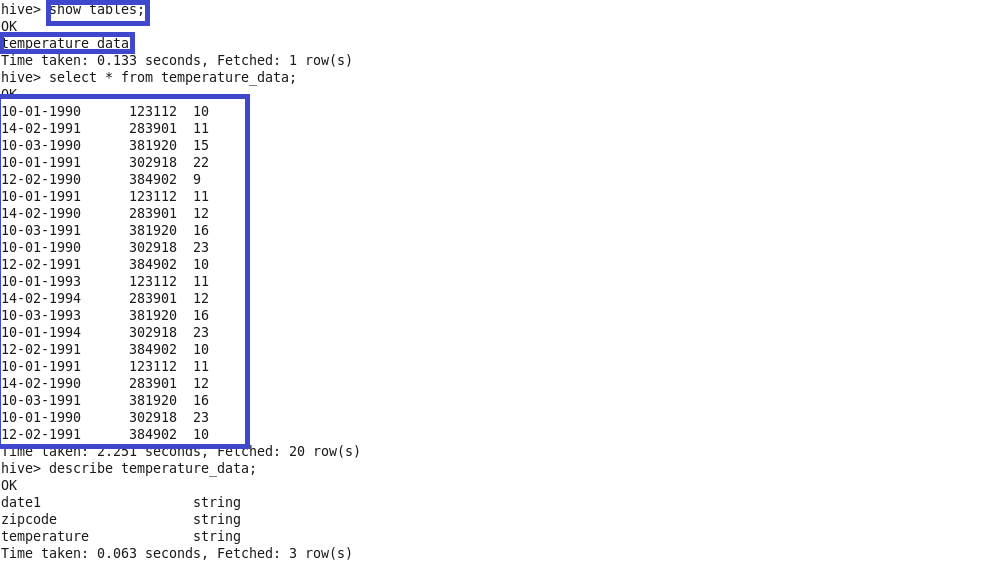 hive> show tables;
OK
temperature_data
Time taken: 0.133 seconds, Fetched: 1 row(s)
hive> select * from temperature_data;
OK
10-01-1990 123112 10
14-02-1991 283901 11
10-03-1990 381920 15
10-01-1991 302918 22
12-02-1990 384902 9
10-01-1991 123112 11
14-02-1990 283901 12
10-03-1991 381920 16
10-01-1990 302918 23
12-02-1991 384902 10
10-01-1993 123112 11
14-02-1994 283901 12
10-03-1993 381920 16
10-01-1994 302918 23
12-02-1991 384902 10
10-01-1991 123112 11
14-02-1990 283901 12
10-03-1991 381920 16
10-01-1990 302918 23
12-02-1991 384902 10
Time taken: 2.251 seconds, Fetched: 20 row(s)
hive> describe temperature_data;
OK
date1 string
zipcode string
temperature string
Time taken: 0.063 seconds, Fetched: 3 row(s)